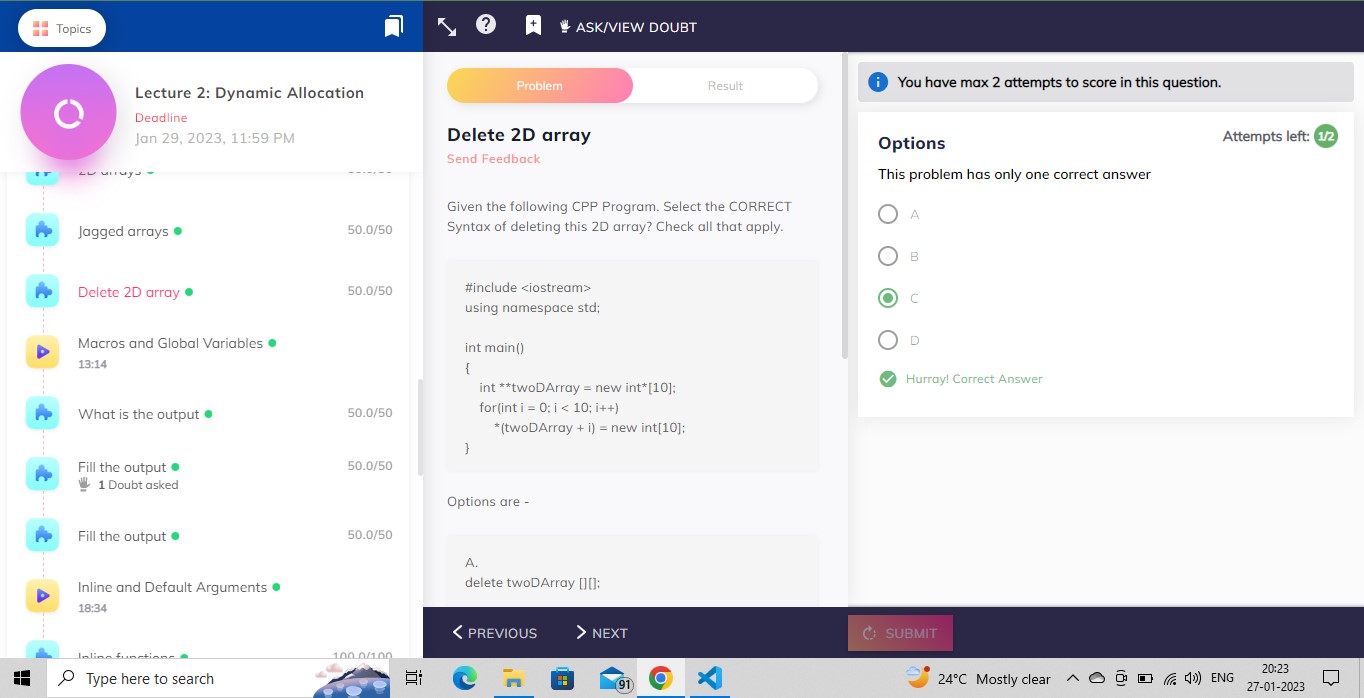 Topics
ASK/VIEW DOUBT
Lecture 2: Dynamic Allocation
Deadline
Jan 29, 2023, 11:59 PM
Jagged arrays 50.0/50
Delete 2D array 50.0/50
Macros and Global Variables
13:14
What is the output 50.0/50
Fill the output 50.0/50
1 Doubt asked
Fill the output 50.0/50
Inline and Default Arguments
18:34
Inline functions 100.0/100
Problem
Result
Delete 2D array
Send Feedback
Given the following CPP Program. Select the CORRECT
Syntax of deleting this 2D array? Check all that apply.
#include <iostream>
using namespace std;
int main()
{
int **twoDArray = new int*[10];
for(int i = 0; i < 10; i++)
*(twoDArray + i) = new int[10];
}
Options are -
A.
delete twoDArray [][];
PREVIOUS
NEXT
You have max 2 attempts to score in this question.
Options
Attempts left: 1/2
This problem has only one correct answer
A
B
C
D
Hurray! Correct Answer
SUBMIT
Type here to search
91
24°C Mostly clear
ENG
20:23
27-01-2023